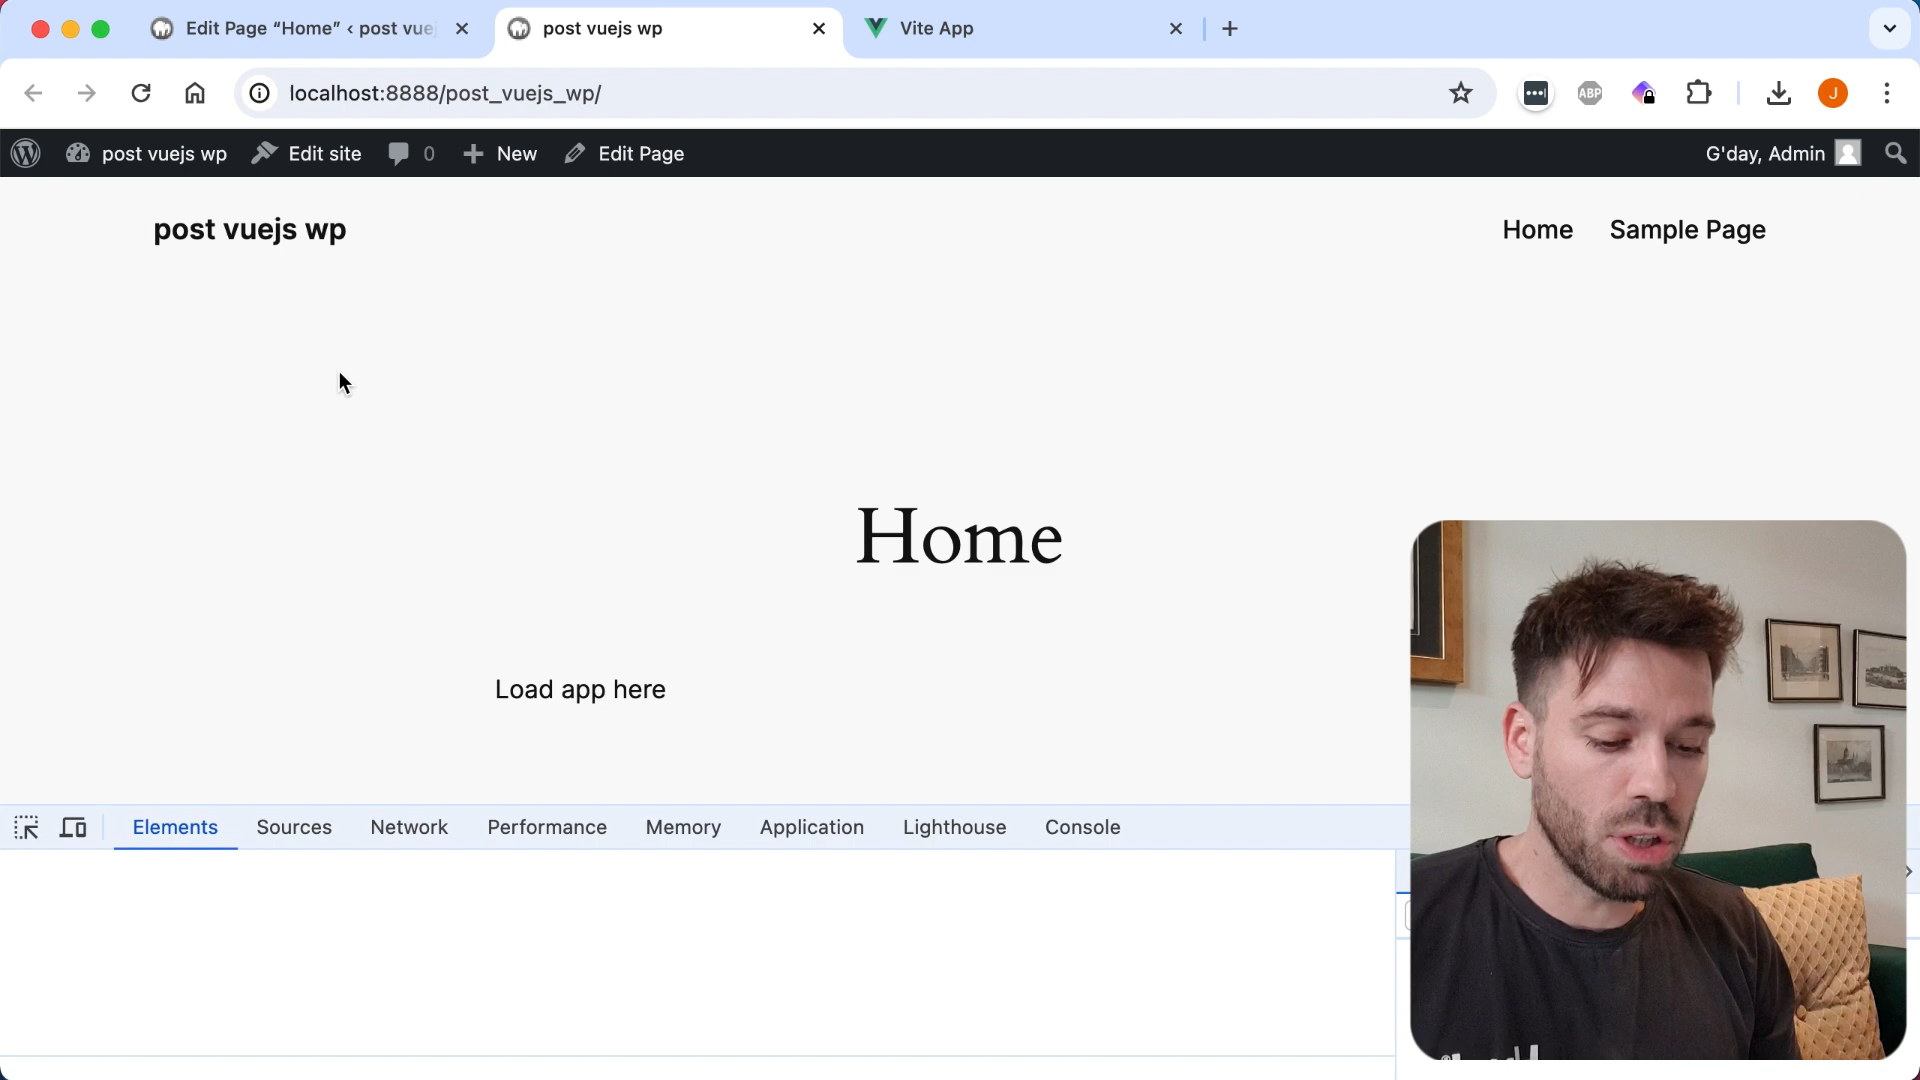 Edit Page “Home” ‹ post vue
post vuejs wp
Vite App
localhost:8888/post_vuejs_wp/
ABP
J
post vuejs wp
Edit site
0
New
Edit Page
G'day, Admin
post vuejs wp
Home
Sample Page
Home
Load app here
Elements
Sources
Network
Performance
Memory
Application
Lighthouse
Console